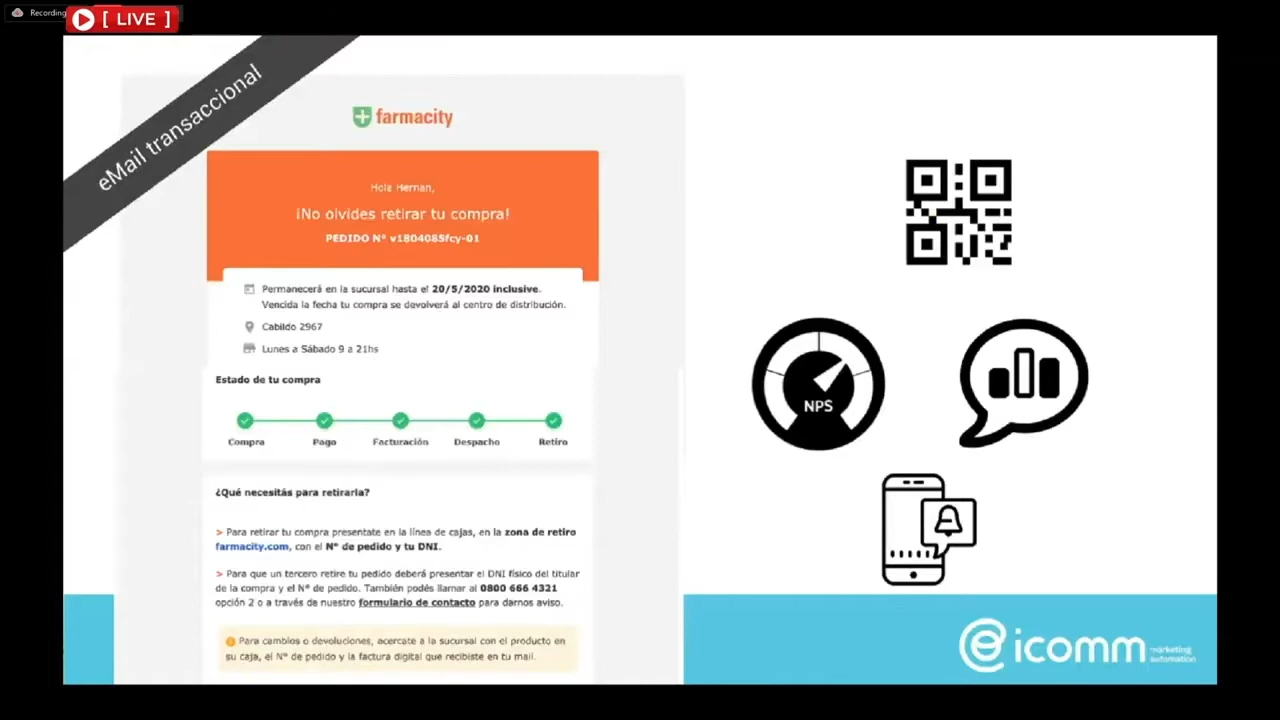 Recording
[ LIVE ]
eMail transaccional
farmacity
Hola Hernan,
¡No olvides retirar tu compra!
PEDIDO N° v1804085fcy-01
Permanecerá en la sucursal hasta el 20/5/2020 inclusive.
Vencida la fecha tu compra se devolverá al centro de distribución.
Cabildo 2967
Lunes a Sábado 9 a 21hs
Estado de tu compra
Compra Pago Facturación Despacho Retiro
¿Qué necesitás para retirarla?
> Para retirar tu compra presentate en la línea de cajas, en la zona de retiro
farmacity.com, con el N° de pedido y tu DNI.
> Para que un tercero retire tu pedido deberá presentar el DNI físico del titular
de la compra y el N° de pedido. También podés llamar al 0800 666 4321
opción 2 o a través de nuestro formulario de contacto para darnos aviso.
Para cambios o devoluciones, acercate a la sucursal con el producto en
su caja, el N° de pedido y la factura digital que recibiste en tu mail.
NPS
icomm
marketing
automation